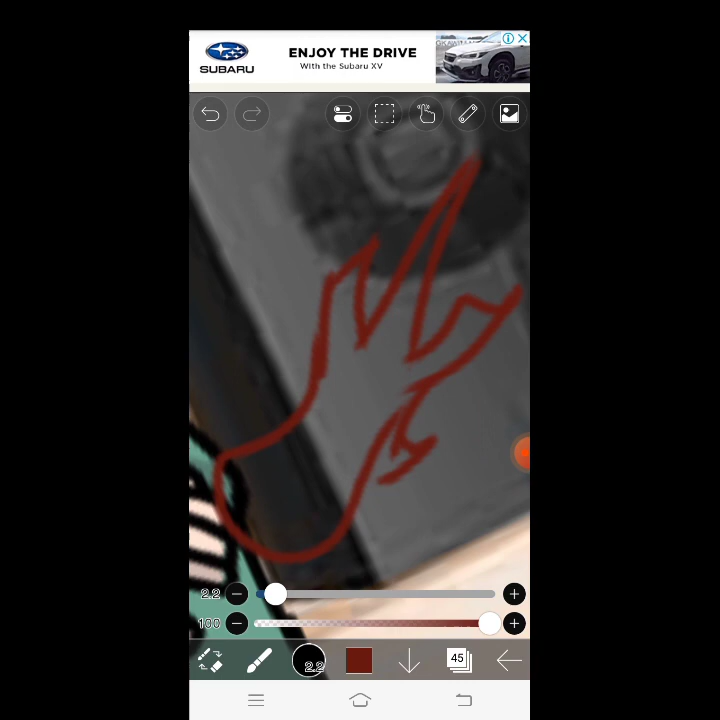 SUBARU
ENJOY THE DRIVE
With the Subaru XV
2.2
100
2.2
45